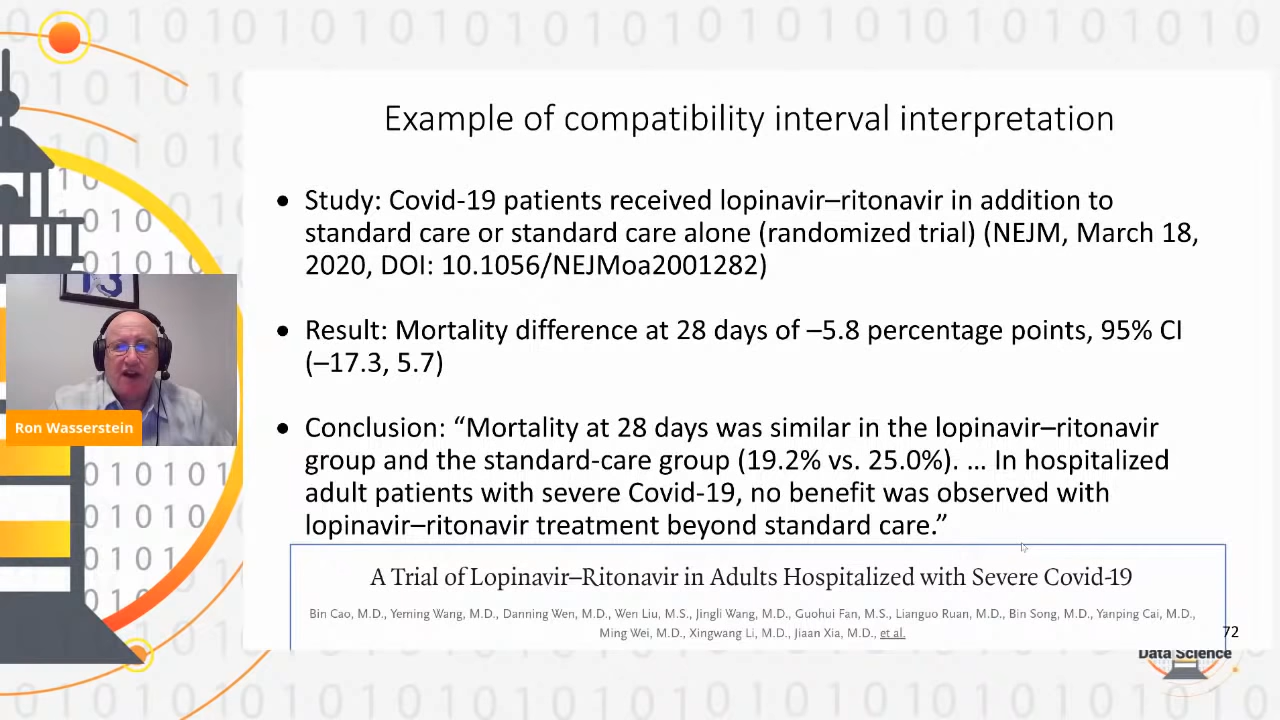 Example of compatibility interval interpretation
• Study: Covid-19 patients received lopinavir–ritonavir in addition to
standard care or standard care alone (randomized trial) (NEJM, March 18,
2020, DOI: 10.1056/NEJMoa2001282)
• Result: Mortality difference at 28 days of –5.8 percentage points, 95% CI
(–17.3, 5.7)
• Conclusion: “Mortality at 28 days was similar in the lopinavir–ritonavir
group and the standard-care group (19.2% vs. 25.0%). … In hospitalized
adult patients with severe Covid-19, no benefit was observed with
lopinavir–ritonavir treatment beyond standard care.”
A Trial of Lopinavir–Ritonavir in Adults Hospitalized with Severe Covid-19
Bin Cao, M.D., Yeming Wang, M.D., Danning Wen, M.D., Wen Liu, M.S., Jingli Wang, M.D., Guohui Fan, M.S., Lianguo Ruan, M.D., Bin Song, M.D., Yanping Cai, M.D.,
Ming Wei, M.D., Xingwang Li, M.D., Jiaan Xia, M.D., et al.
72
Data Science
Ron Wasserstein